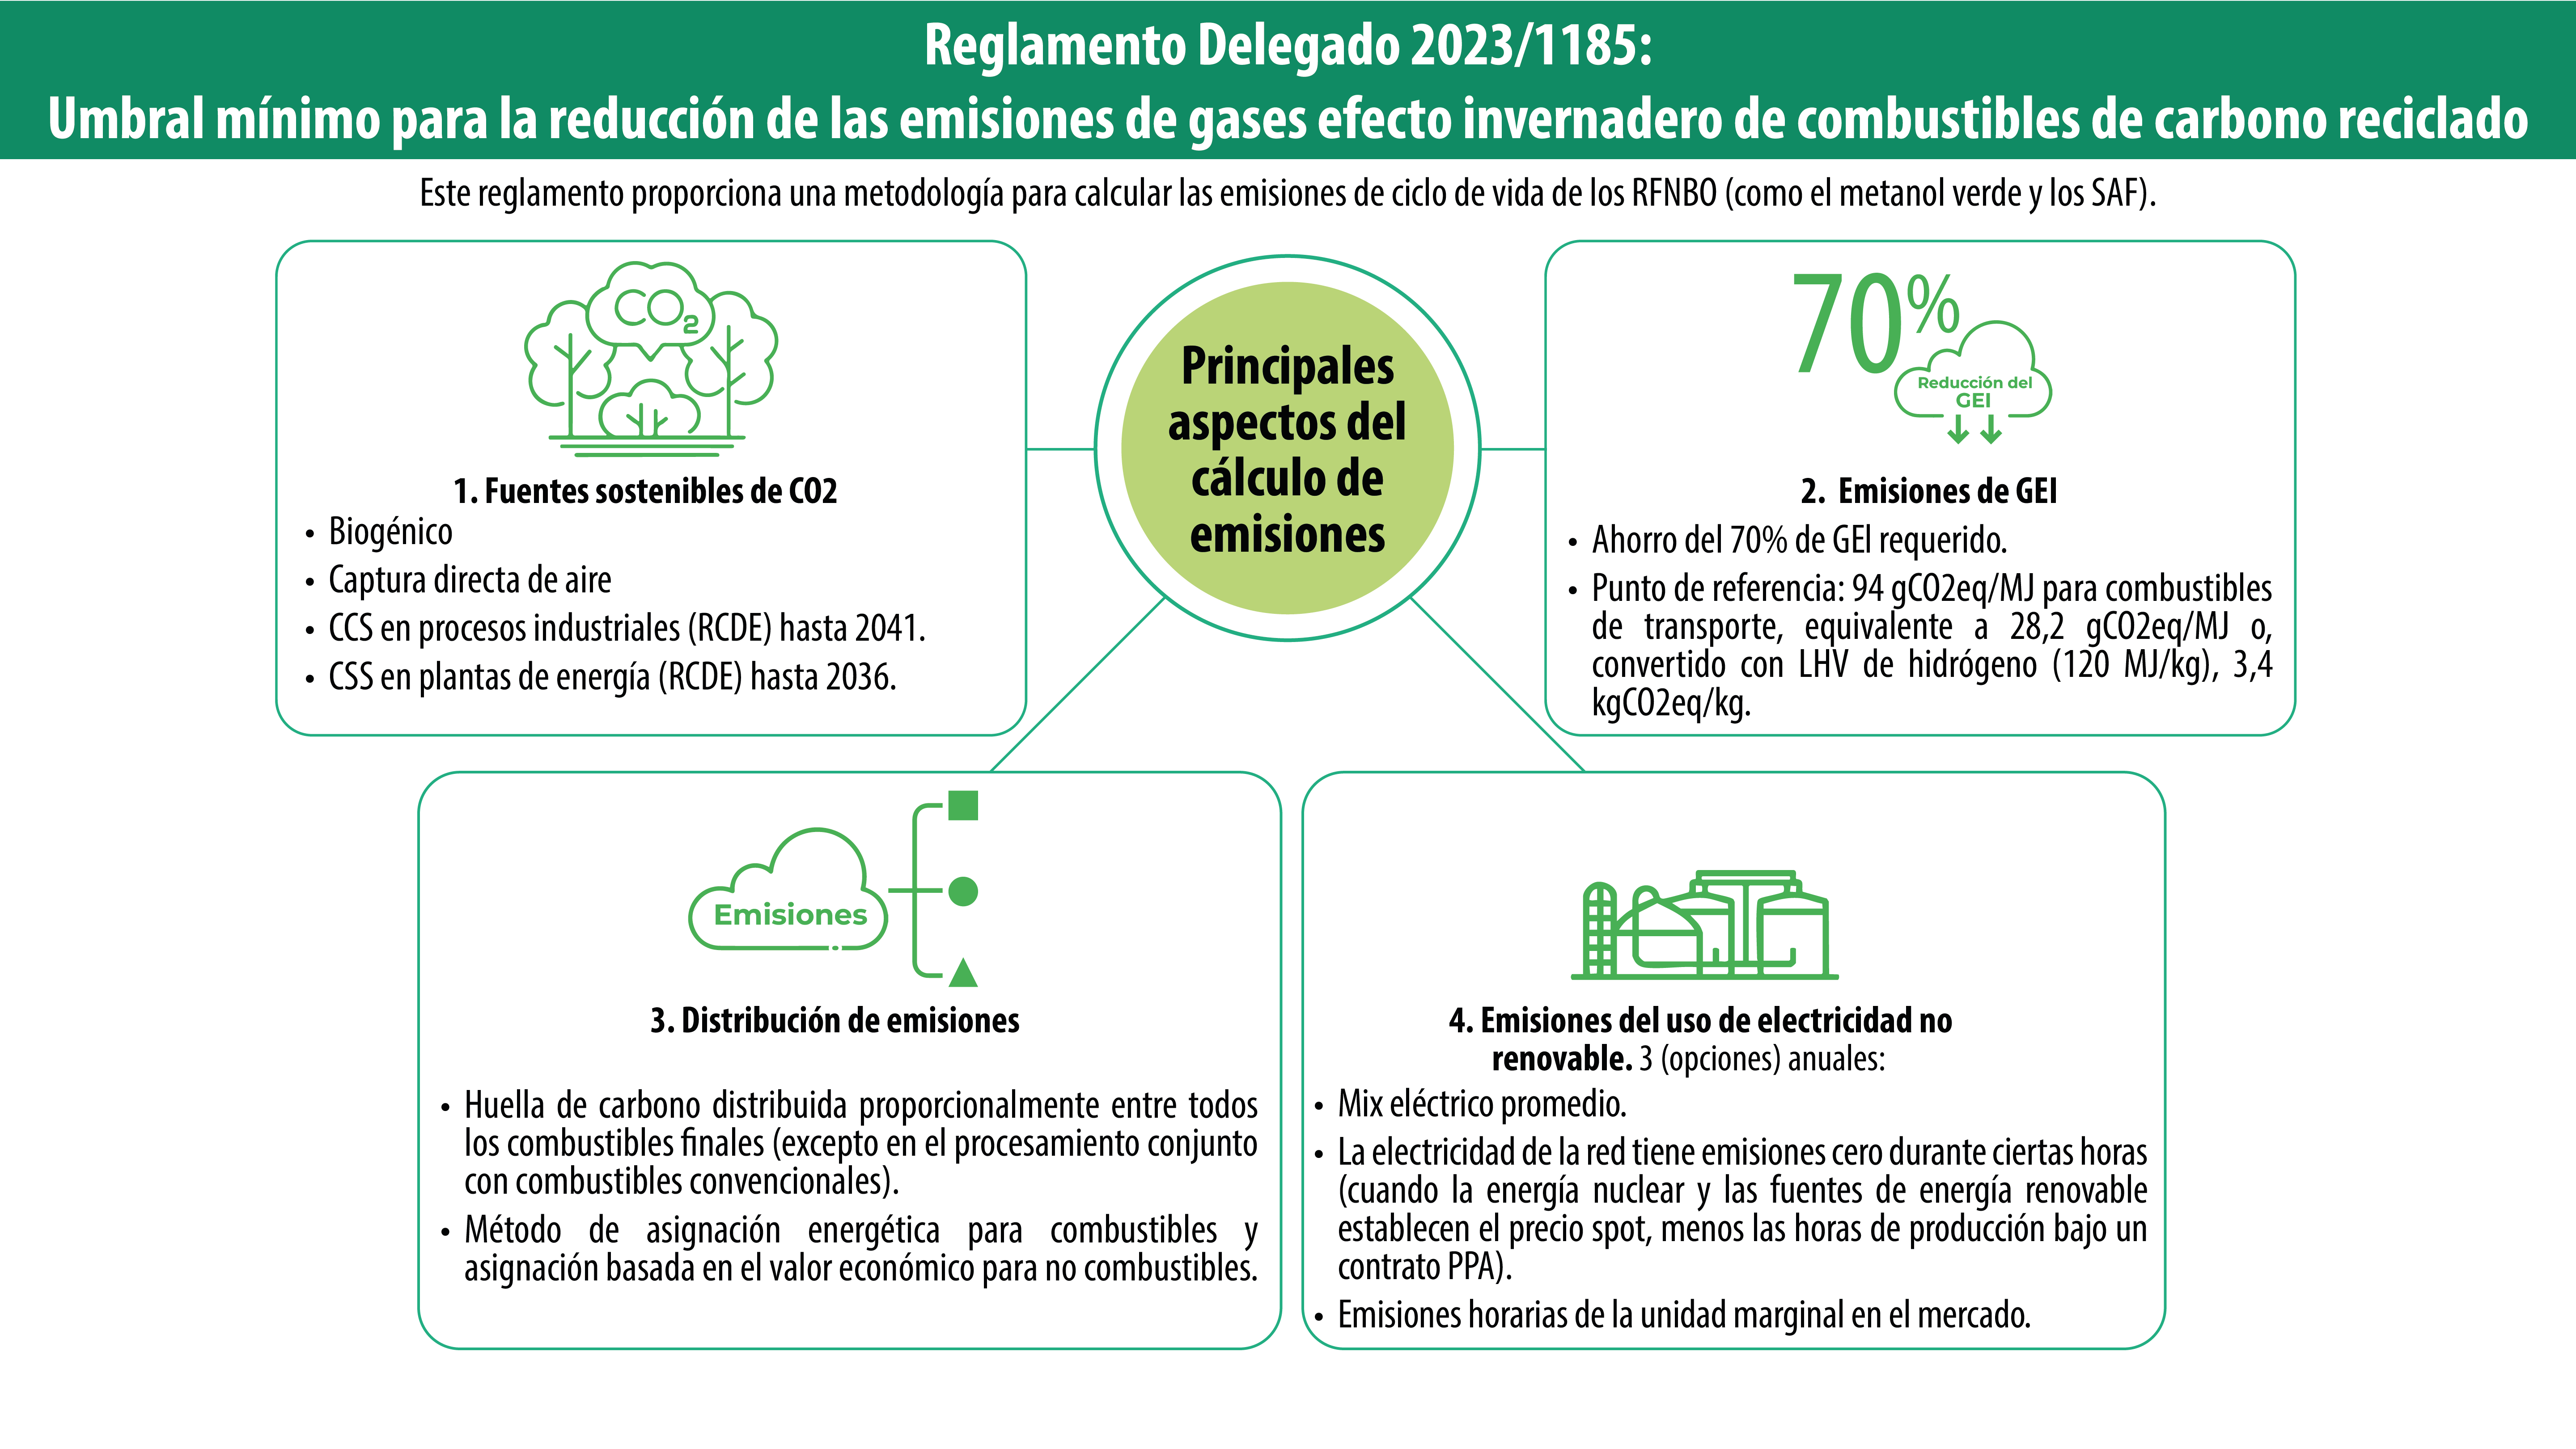 Reglamento Delegado 2023/1185:
Umbral mínimo para la reducción de las emisiones de gases efecto invernadero de combustibles de carbono reciclado
Este reglamento proporciona una metodología para calcular las emisiones de ciclo de vida de los RFNBO (como el metanol verde y los SAF).
CO2
1. Fuentes sostenibles de CO2
• Biogénico
• Captura directa de aire
• CCS en procesos industriales (RCDE) hasta 2041.
• CSS en plantas de energía (RCDE) hasta 2036.
Principales
aspectos del
cálculo de
emisiones
70%
Reducción del
GEI
2. Emisiones de GEI
• Ahorro del 70% de GEI requerido.
• Punto de referencia: 94 gCO2eq/MJ para combustibles
de transporte, equivalente a 28,2 gCO2eq/MJ o,
convertido con LHV de hidrógeno (120 MJ/kg), 3,4
kgCO2eq/kg.
Emisiones
3. Distribución de emisiones
• Huella de carbono distribuida proporcionalmente entre todos
los combustibles finales (excepto en el procesamiento conjunto
con combustibles convencionales).
• Método de asignación energética para combustibles y
asignación basada en el valor económico para no combustibles.
4. Emisiones del uso de electricidad no
renovable. 3 (opciones) anuales:
• Mix eléctrico promedio.
• La electricidad de la red tiene emisiones cero durante ciertas horas
(cuando la energía nuclear y las fuentes de energía renovable
establecen el precio spot, menos las horas de producción bajo un
contrato PPA).
• Emisiones horarias de la unidad marginal en el mercado.